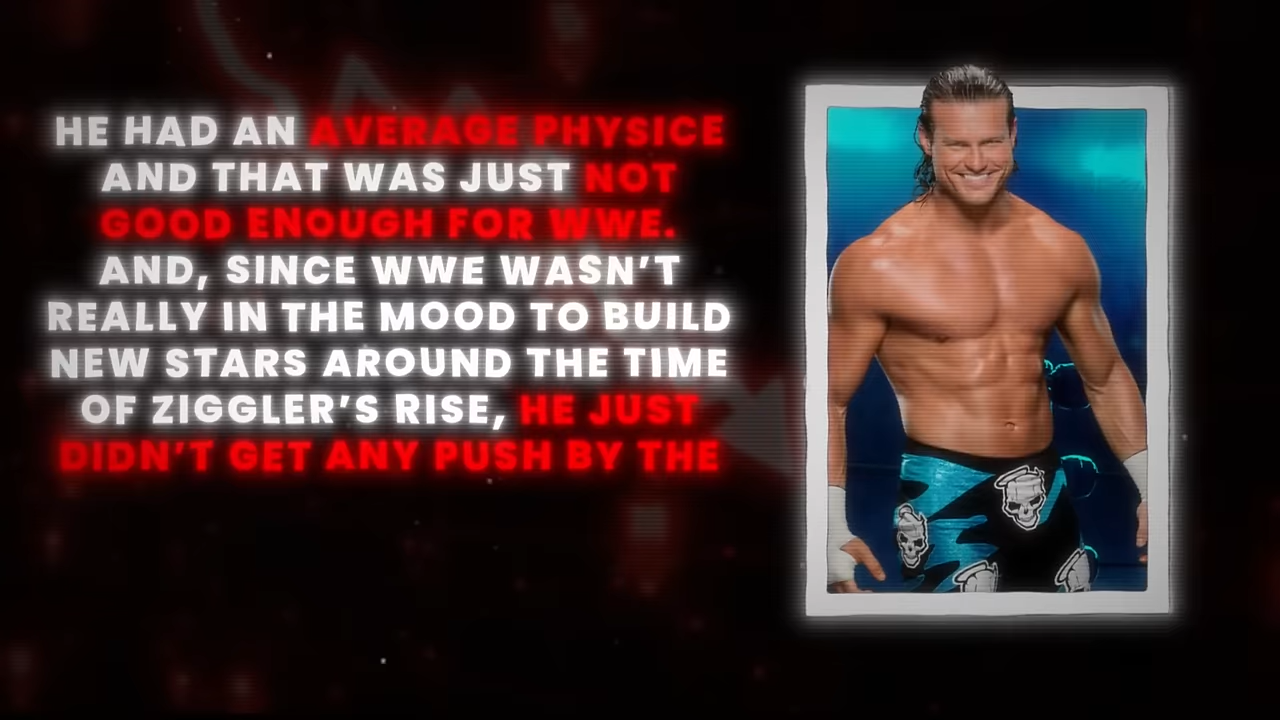 HE HAD AN AVERAGE PHYSICE
AND THAT WAS JUST NOT
GOOD ENOUGH FOR WWE.
AND, SINCE WWE WASN'T
REALLY IN THE MOOD TO BUILD
NEW STARS AROUND THE TIME
OF ZIGGLER'S RISE, HE JUST
DIDN'T GET ANY PUSH BY THE